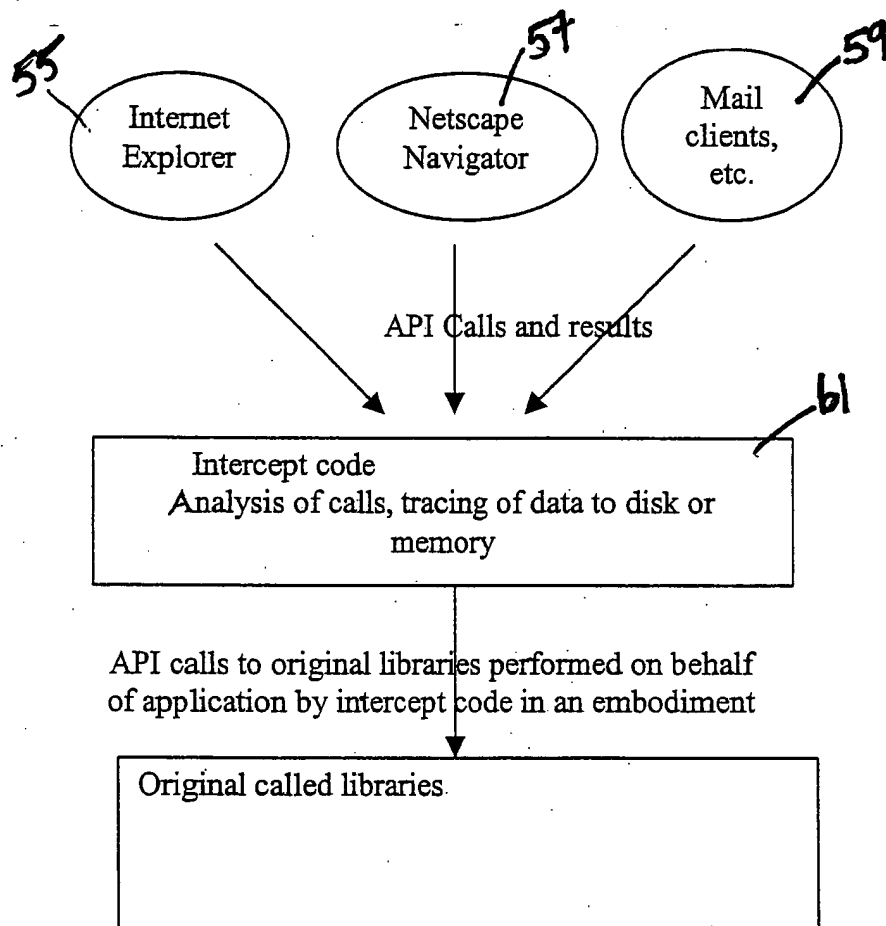 55
57
59
Internet
Explorer
Netscape
Navigator
Mail
clients,
etc.
API Calls and results
61
Intercept code
Analysis of calls, tracing of data to disk or
memory
API calls to original libraries performed on behalf
of application by intercept code in an embodiment
Original called libraries